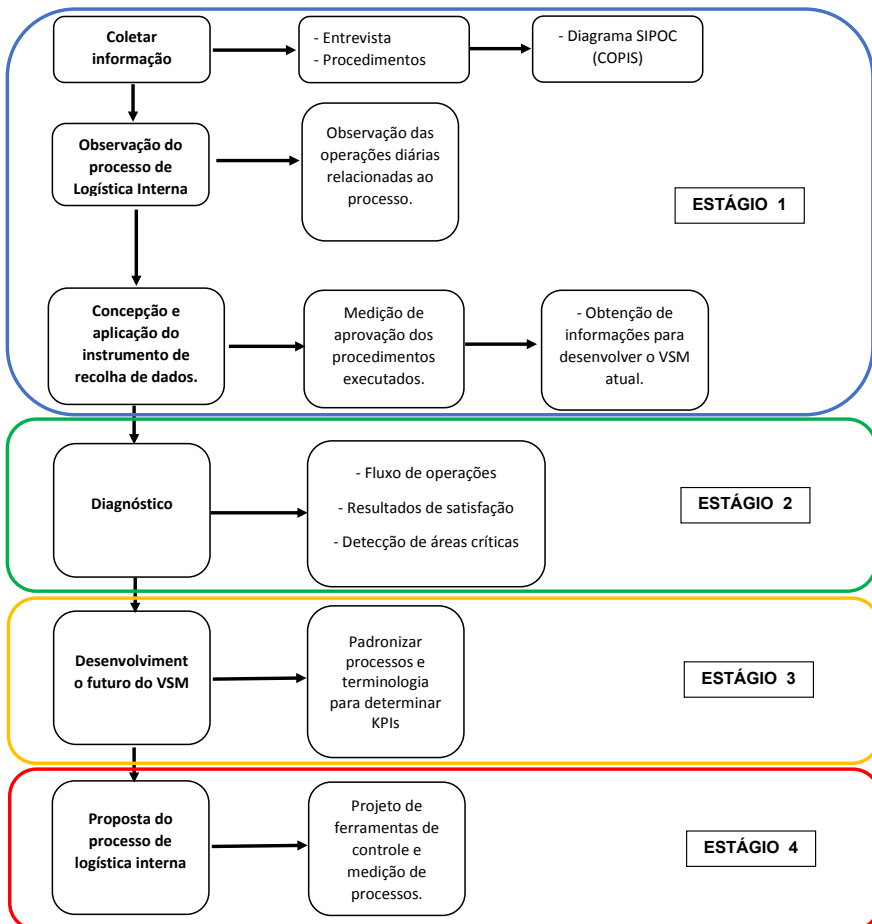 Coletar
informação
- Entrevista
- Procedimentos
- Diagrama SIPOC
(COPIS)
Observação do
processo de
Logística Interna
Observação das
operações diárias
relacionadas ao
processo.
ESTÁGIO 1
Concepção e
aplicação do
instrumento de
recolha de dados.
Medição de
aprovação dos
procedimentos
executados.
- Obtenção de
informações para
desenvolver o VSM
atual.
Diagnóstico
- Fluxo de operações
- Resultados de satisfação
- Detecção de áreas críticas
ESTÁGIO 2
Desenvolviment
o futuro do VSM
Padronizar
processos e
terminologia
para determinar
KPIs
ESTÁGIO 3
Proposta do
processo de
logística interna
Projeto de
ferramentas de
controle e
medição de
processos.
ESTÁGIO 4